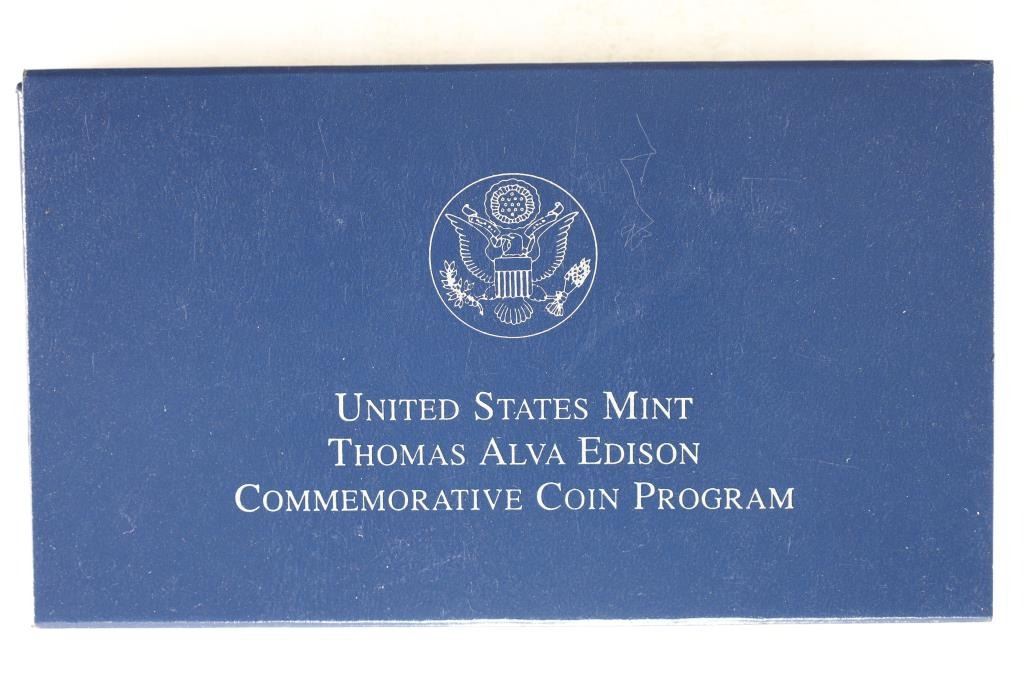 United States Mint
Thomas Alva Edison
Commemorative Coin Program